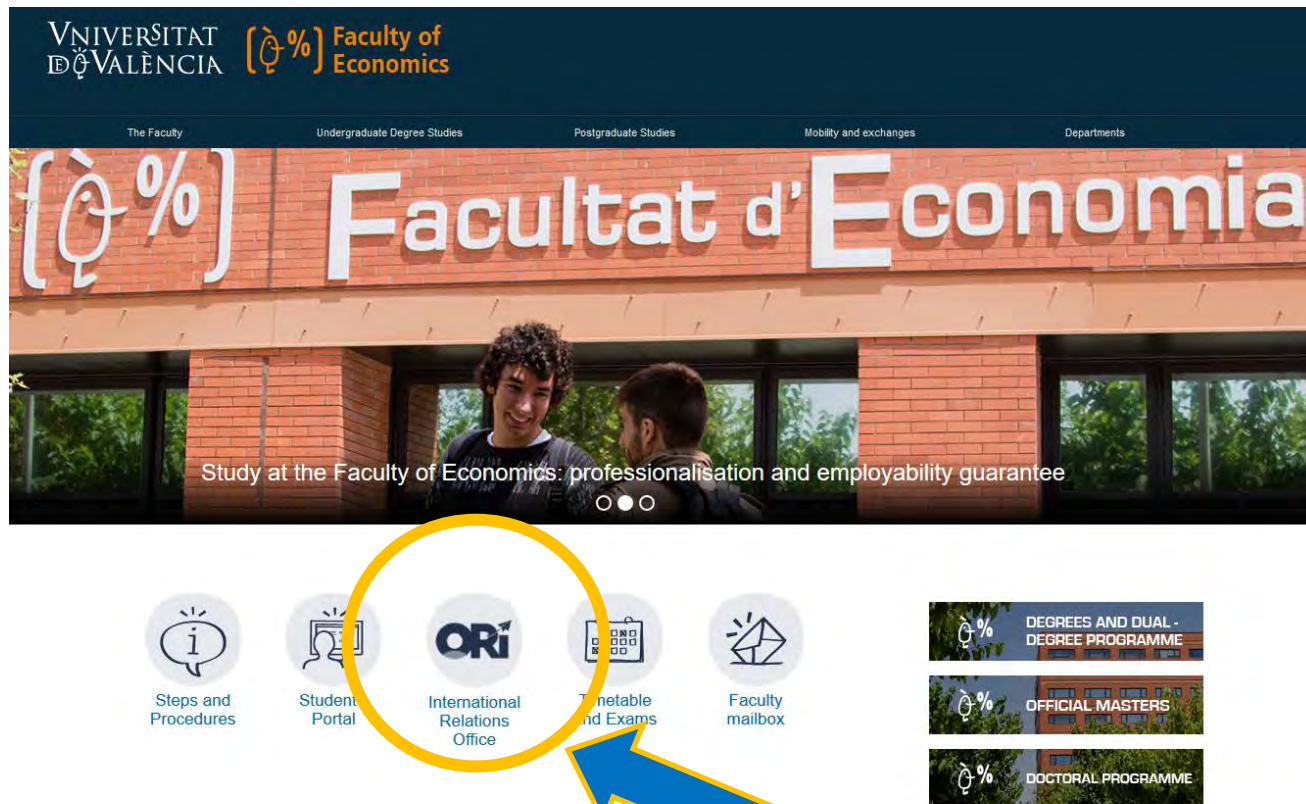 VNIVERSITAT
DE VALÈNCIA
(ò%) Faculty of
Economics
The Faculty
Undergraduate Degree Studies
Postgraduate Studies
Mobility and exchanges
Departments
(ò%) Facultat d'Economia
Study at the Faculty of Economics: professionalisation and employability guarantee
i
ORi
Steps and
Procedures
Student
Portal
International
Relations
Office
Timetable
and Exams
Faculty
mailbox
ò% DEGREES AND DUAL -
DEGREE PROGRAMME
ò% OFFICIAL MASTERS
ò% DOCTORAL PROGRAMME